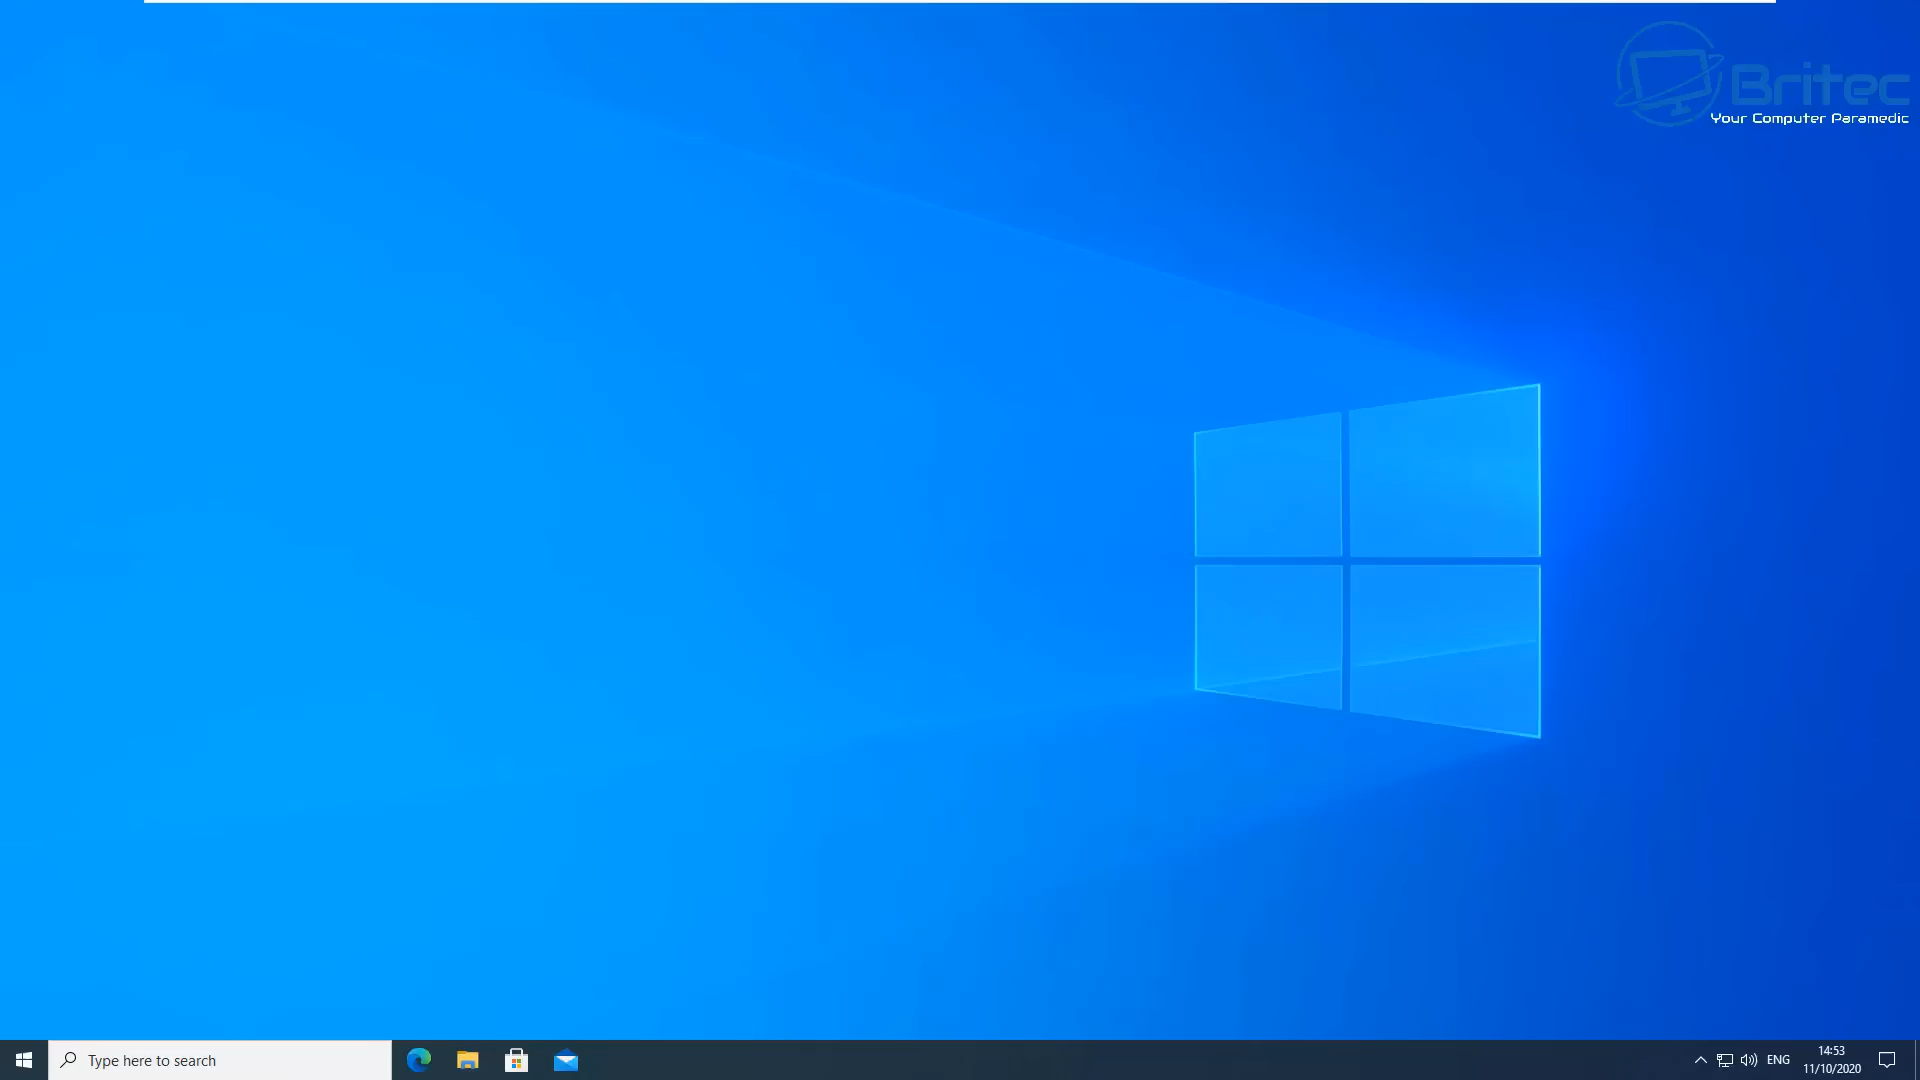 Britec
Your Computer Paramedic
Type here to search
ENG
14:53
11/10/2020